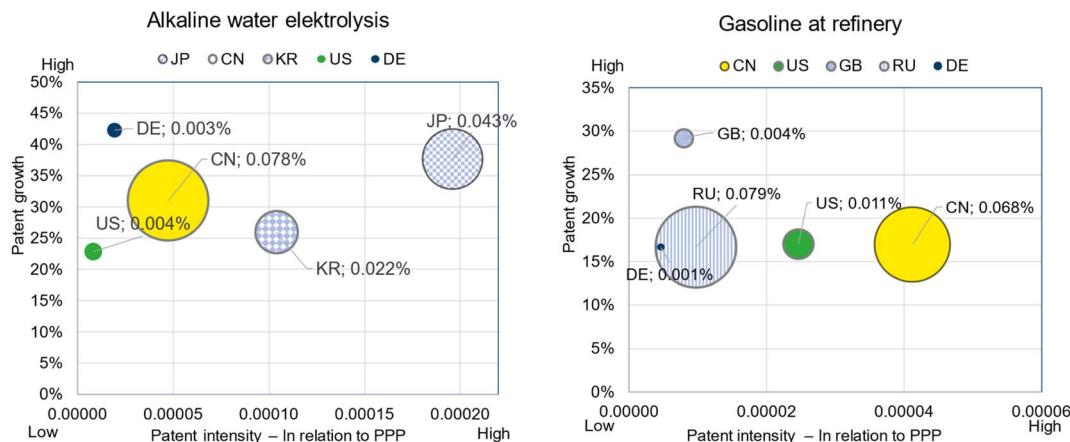 Alkaline water elektrolysis
JP CN KR US DE
High
50%
45%
40%
35%
30%
25%
20%
15%
10%
5%
0%
Patent growth
DE; 0.003%
JP; 0.043%
CN; 0.078%
US; 0.004%
KR; 0.022%
0.00000 0.00005 0.00010 0.00015 0.00020
Low Patent intensity – In relation to PPP High
Gasoline at refinery
CN US GB RU DE
High
35%
30%
25%
20%
15%
10%
5%
0%
Patent growth
GB; 0.004%
RU; 0.079%
US; 0.011%
CN; 0.068%
DE; 0.001%
0.00000 0.00002 0.00004 0.00006
Low Patent intensity – In relation to PPP High